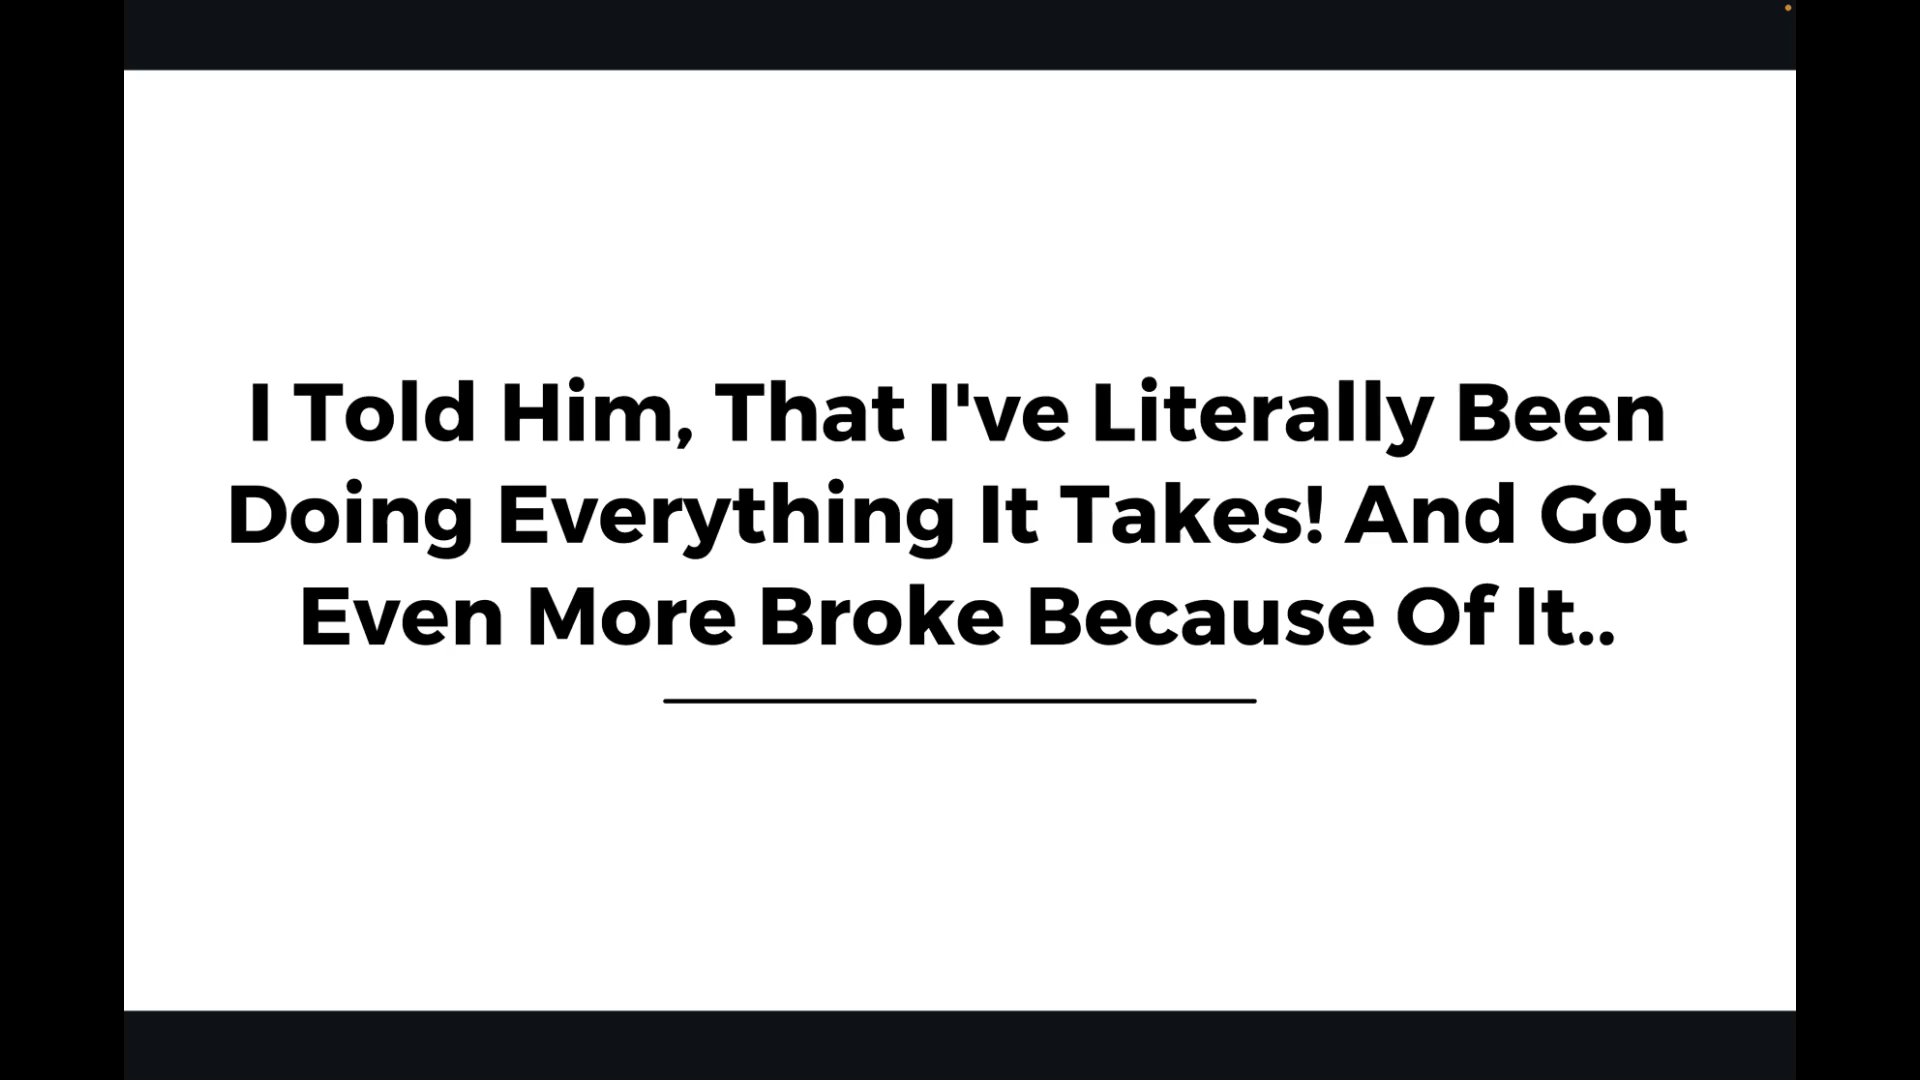 I Told Him, That I've Literally Been
Doing Everything It Takes! And Got
Even More Broke Because Of It..